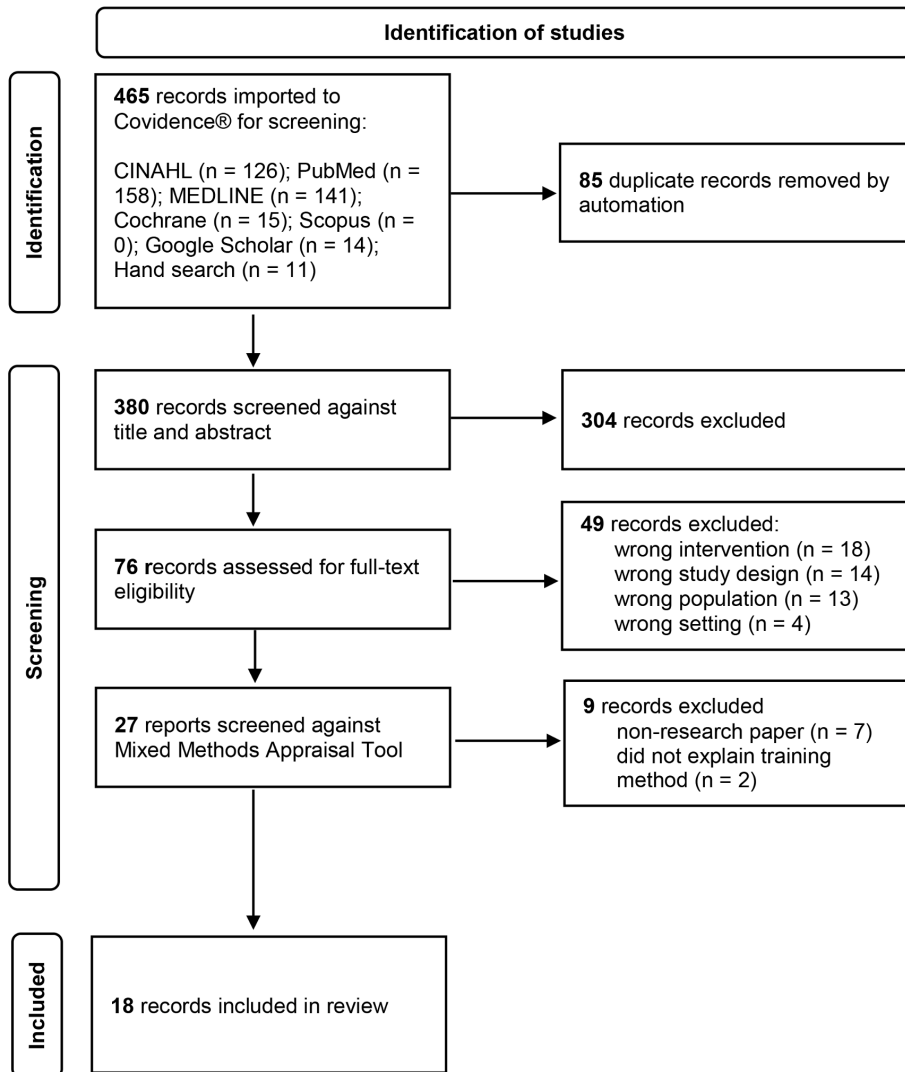 Identification of studies
Identification
465 records imported to
Covidence® for screening:
CINAHL (n = 126); PubMed (n =
158); MEDLINE (n = 141);
Cochrane (n = 15); Scopus (n =
0); Google Scholar (n = 14);
Hand search (n = 11)
85 duplicate records removed by
automation
Screening
380 records screened against
title and abstract
304 records excluded
76 records assessed for full-text
eligibility
49 records excluded:
wrong intervention (n = 18)
wrong study design (n = 14)
wrong population (n = 13)
wrong setting (n = 4)
27 reports screened against
Mixed Methods Appraisal Tool
9 records excluded
non-research paper (n = 7)
did not explain training
method (n = 2)
Included
18 records included in review